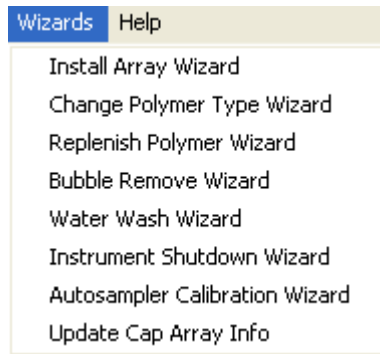 Wizards Help
Install Array Wizard
Change Polymer Type Wizard
Replenish Polymer Wizard
Bubble Remove Wizard
Water Wash Wizard
Instrument Shutdown Wizard
Autosampler Calibration Wizard
Update Cap Array Info